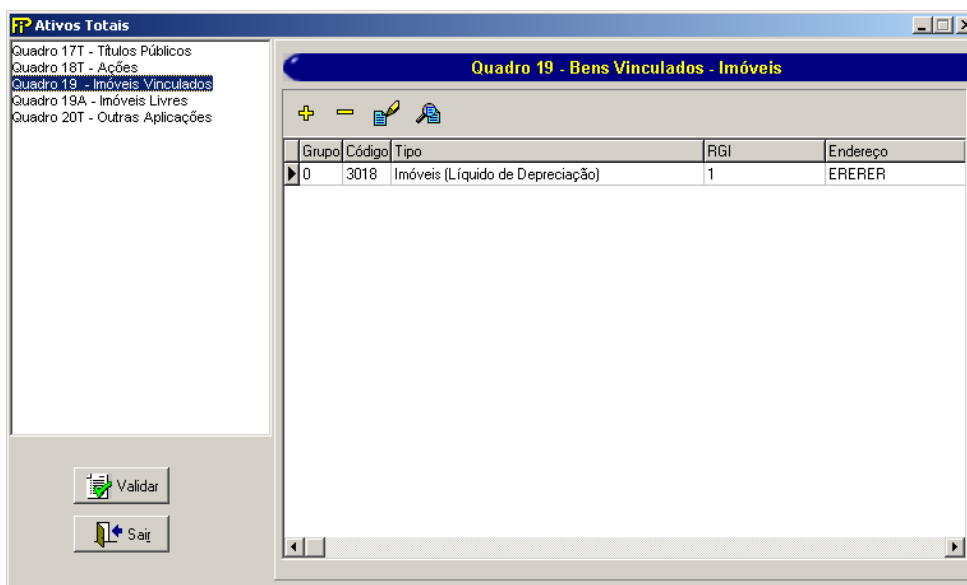 FIP Ativos Totais
Quadro 17T - Títulos Públicos
Quadro 18T - Ações
Quadro 19 - Imóveis Vinculados
Quadro 19A - Imóveis Livres
Quadro 20T - Outras Aplicações
Quadro 19 - Bens Vinculados - Imóveis
Grupo Código Tipo RGI Endereço
0 3018 Imóveis (Líquido de Depreciação) 1 ERERER
Validar
Sair